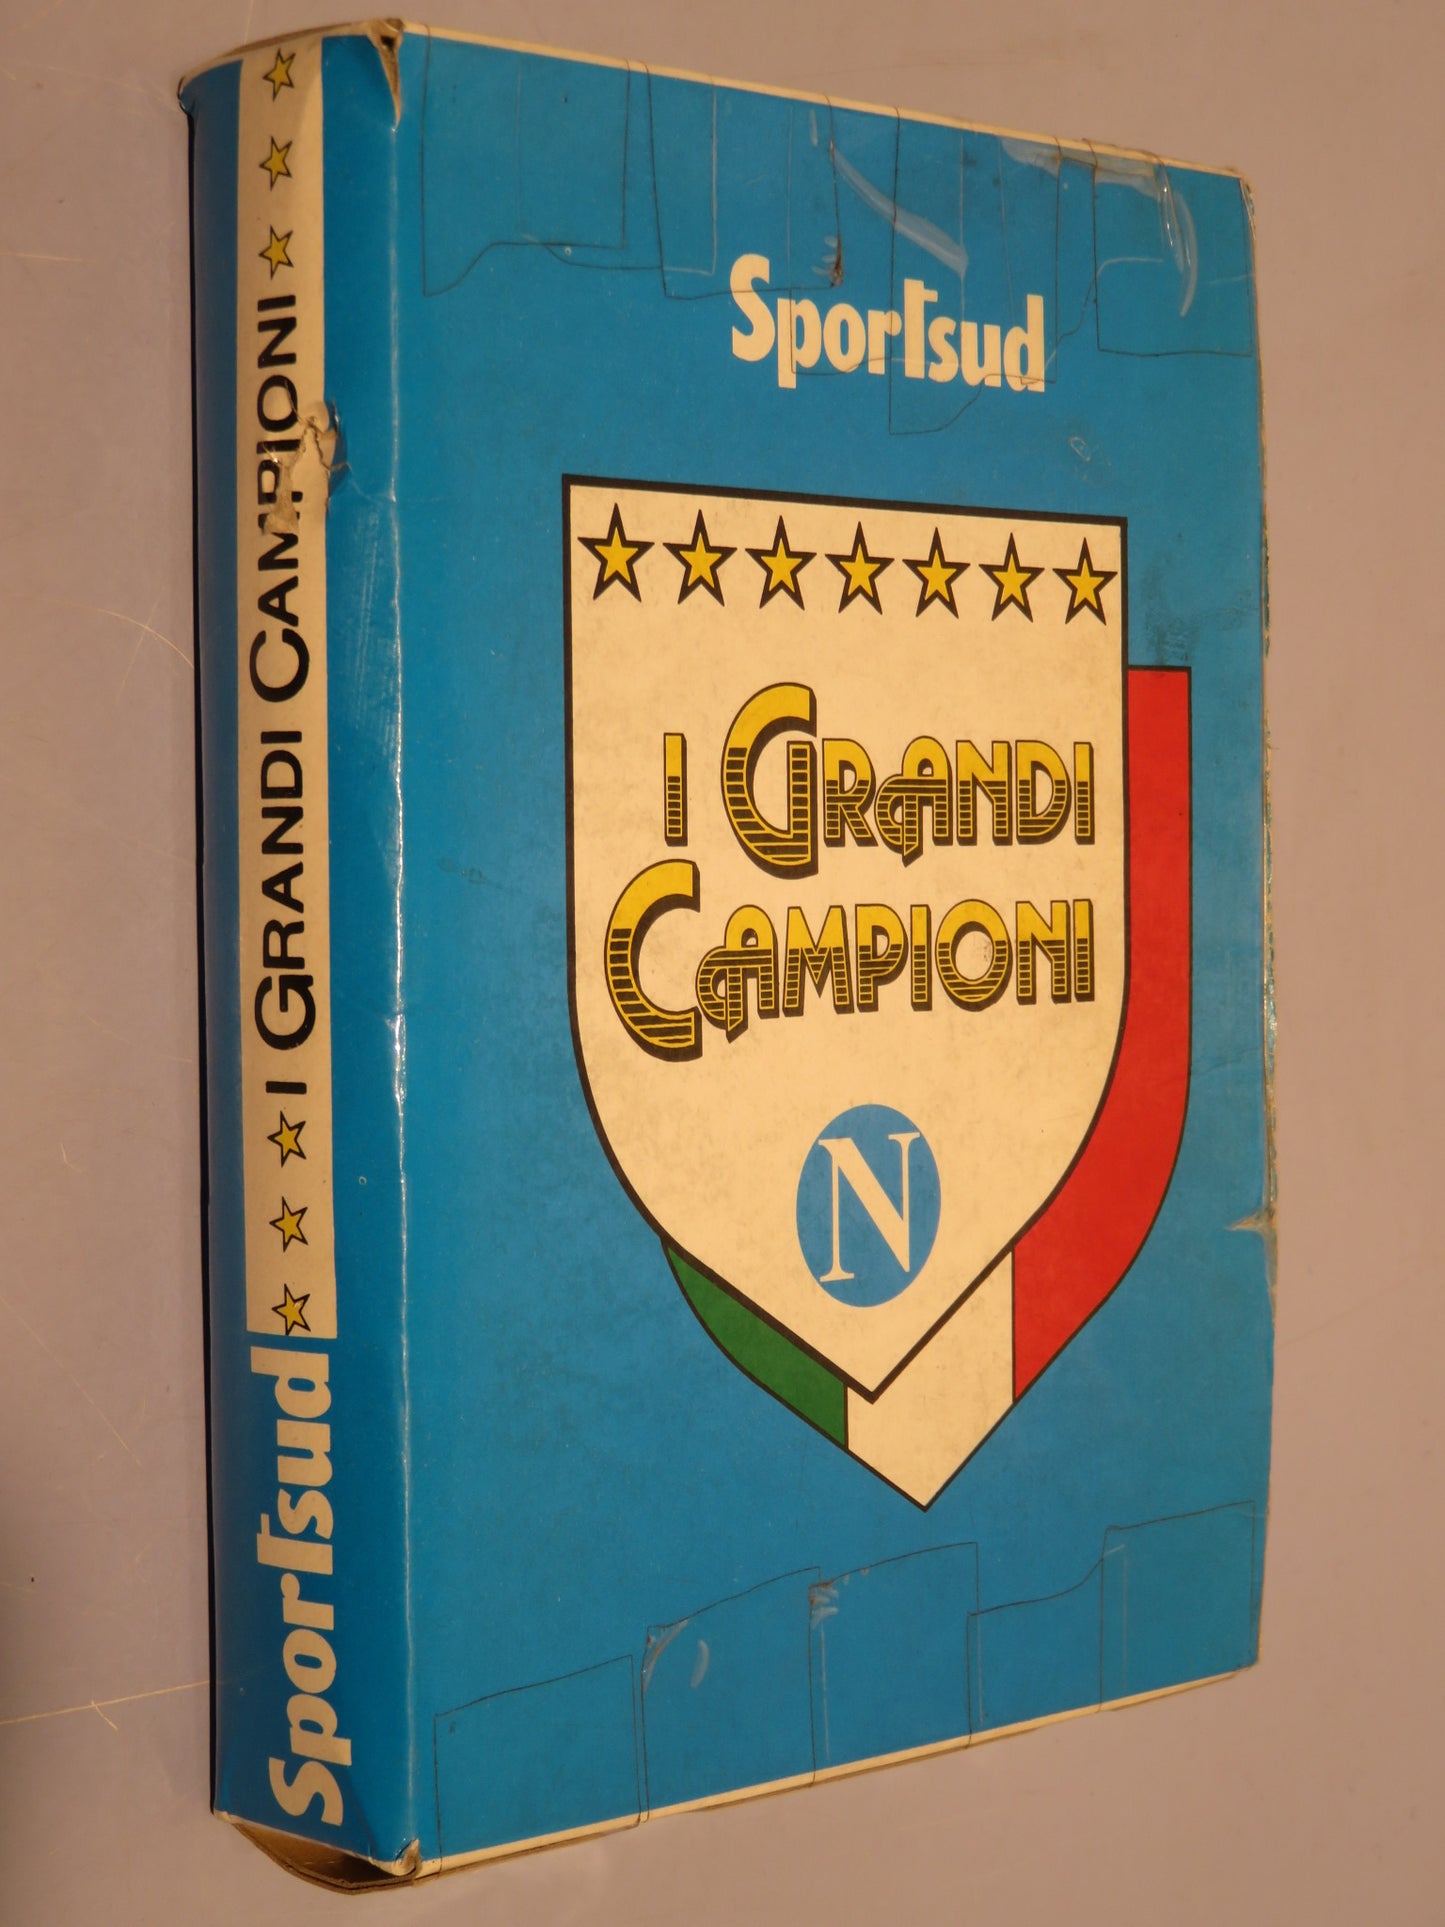 Sportsud
I GRANDI
CAMPIONI
N
Sportsud
I GRANDI CAMPIONI